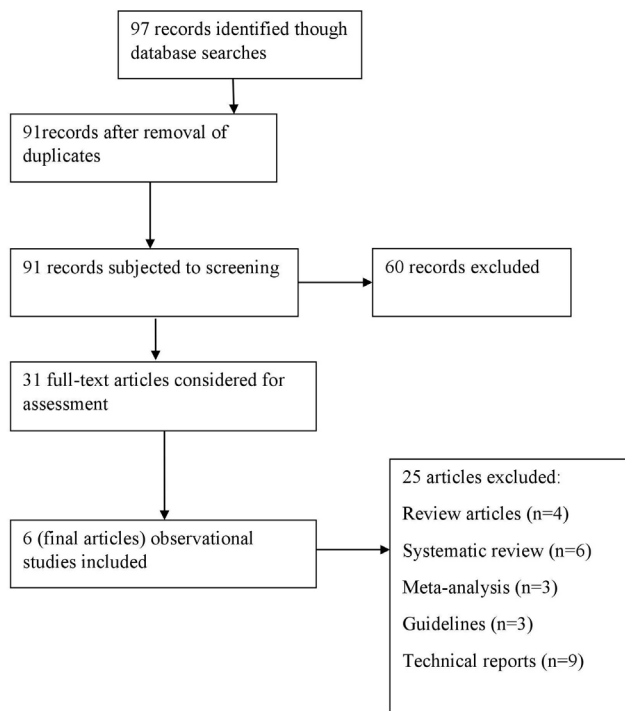 97 records identified though
database searches
91records after removal of
duplicates
91 records subjected to screening
60 records excluded
31 full-text articles considered for
assessment
6 (final articles) observational
studies included
25 articles excluded:
Review articles (n=4)
Systematic review (n=6)
Meta-analysis (n=3)
Guidelines (n=3)
Technical reports (n=9)